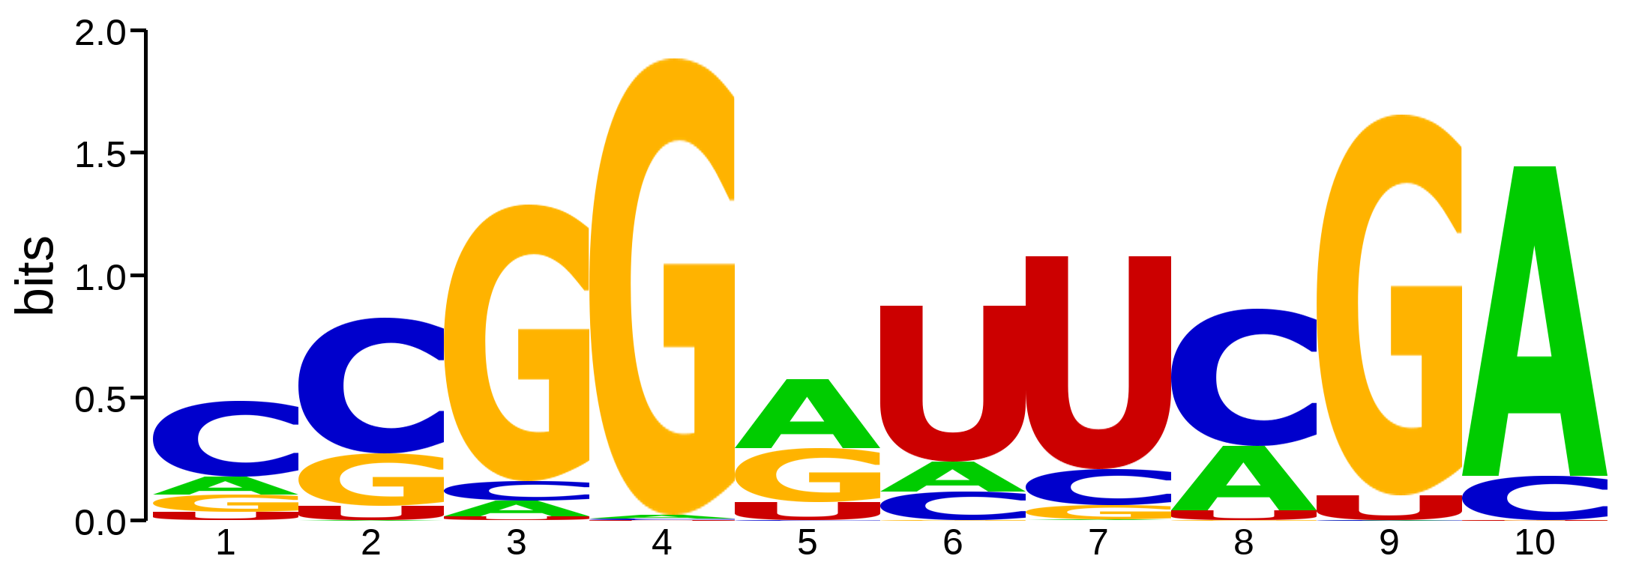 2.0
1.5
1.0
0.5
0.0
bits
C C G G A U U C G A
A G C A G A C A U C
G U A U C G U
U U
1 2 3 4 5 6 7 8 9 10